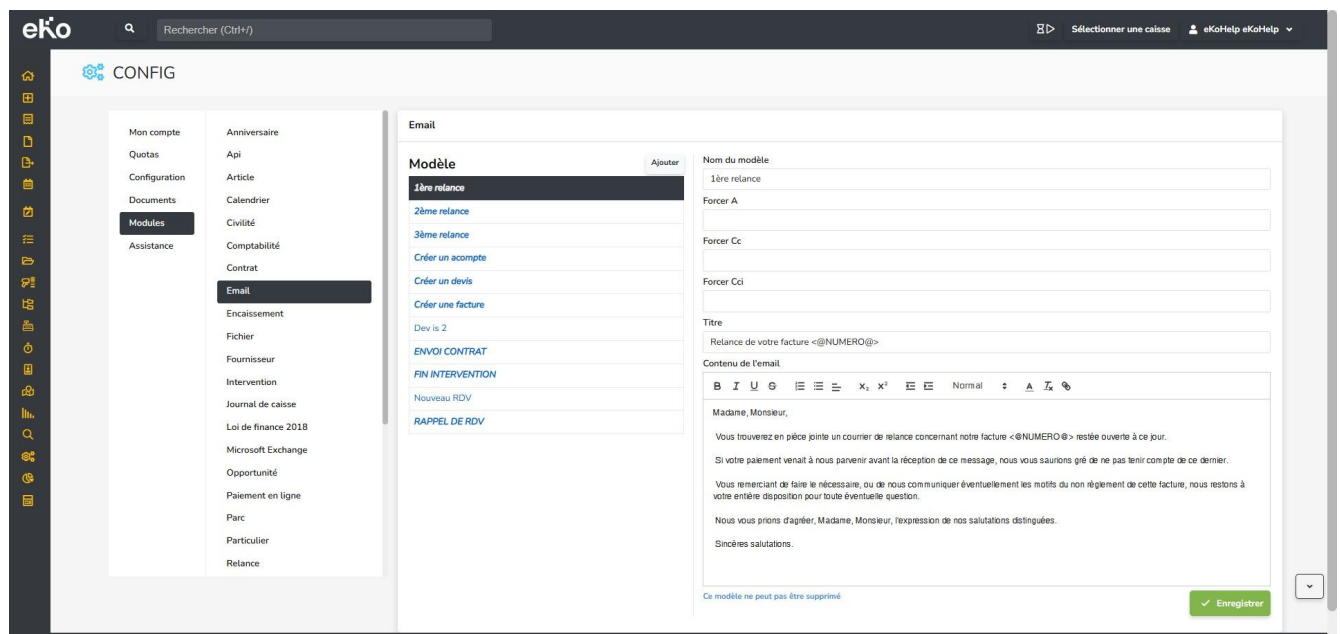 eKo
Rechercher (Ctrl+/)
Sélectionner une caisse
eKoHelp eKoHelp
CONFIG
Mon compte
Quotas
Configuration
Documents
Modules
Assistance
Anniversaire
Api
Article
Calendrier
Civilité
Comptabilité
Contrat
Email
Encaissement
Fichier
Fournisseur
Intervention
Journal de caisse
Loi de finance 2018
Microsoft Exchange
Opportunité
Paiement en ligne
Parc
Particulier
Relance
Email
Modèle
Ajouter
1ère relance
2ème relance
3ème relance
Créer un acompte
Créer un devis
Créer une facture
Dev is 2
ENVOI CONTRAT
FIN INTERVENTION
Nouveau RDV
RAPPEL DE RDV
Nom du modèle
1ère relance
Forcer A
Forcer Cc
Forcer Cci
Titre
Relance de votre facture <@NUMERO@>
Contenu de l'email
Normal
Madame, Monsieur,
Vous trouverez en pièce jointe un courrier de relance concernant notre facture <@NUMERO@> restée ouverte à ce jour.
Si votre paiement venait à nous parvenir avant la réception de ce message, nous vous saurions gré de ne pas tenir compte de ce dernier.
Vous remerciant de faire le nécessaire, ou de nous communiquer éventuellement les motifs du non règlement de cette facture, nous restons à
votre entière disposition pour toute éventuelle question.
Nous vous prions d'agréer, Madame, Monsieur, l'expression de nos salutations distinguées.
Sincères salutations.
Ce modèle ne peut pas être supprimé
Enregistrer